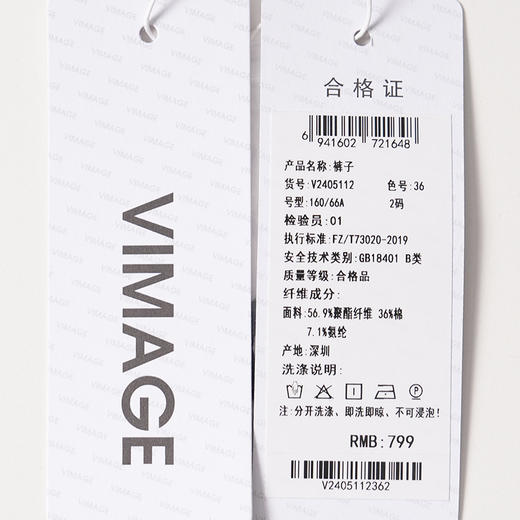 VIMAGE
合格证
6 941602 721648
产品名称:裤子
货号:V2405112 色号:36
号型:160/66A 2码
检验员:01
执行标准:FZ/T73020-2019
安全技术类别:GB18401 B类
质量等级:合格品
纤维成分:
面料:56.9%聚酯纤维 36%棉
7.1%氨纶
产地:深圳
洗涤说明:
P
注:分开洗涤、即洗即晾、不可浸泡!
RMB:799
V2405112362